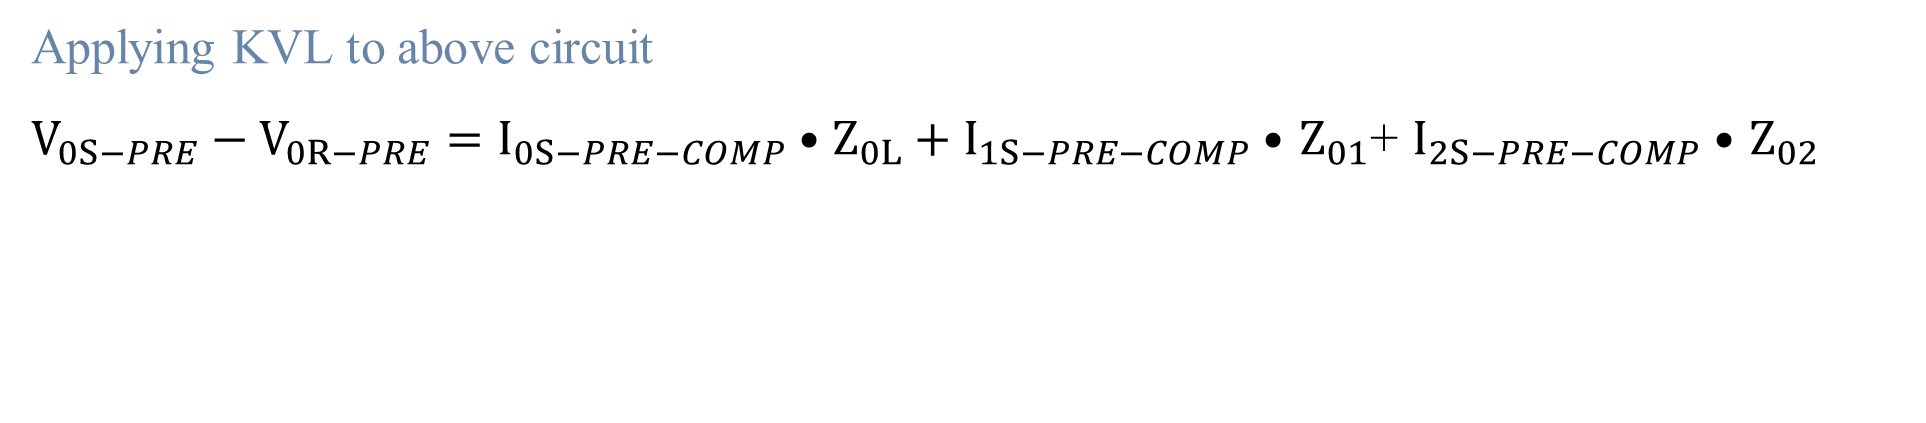 Applying KVL to above circuit
V₀S₋PRE − V₀R₋PRE = I₀S₋PRE₋COMP • Z₀L + I₁S₋PRE₋COMP • Z₀₁+ I₂S₋PRE₋COMP • Z₀₂